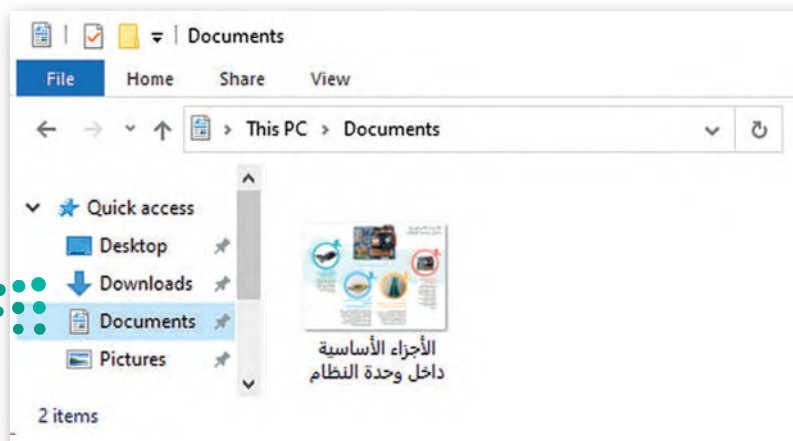 Documents
File Home Share View
This PC > Documents
Quick access
Desktop
Downloads
Documents
Pictures
الأجزاء الأساسية
داخل وحدة النظام
2 items